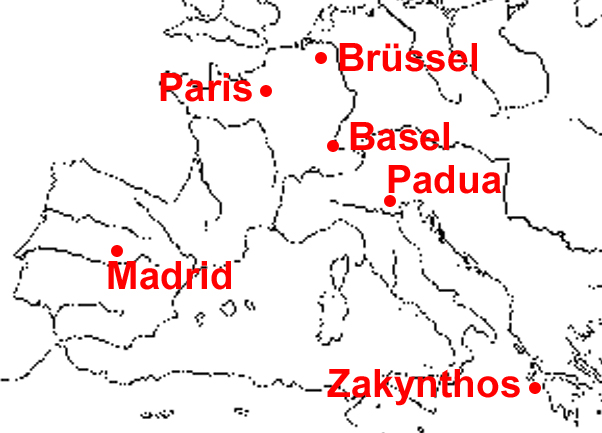 Brüssel
Paris
Basel
Padua
Madrid
Zakynthos